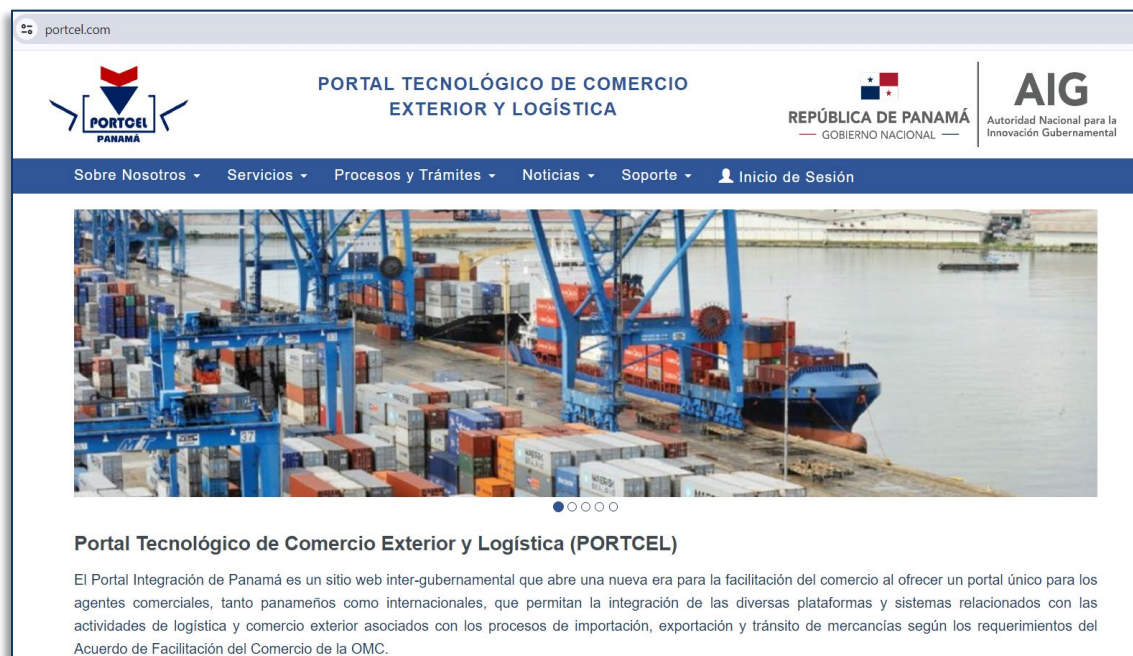 portcel.com
PORTCEL
PANAMÁ
PORTAL TECNOLÓGICO DE COMERCIO
EXTERIOR Y LOGÍSTICA
REPÚBLICA DE PANAMÁ
GOBIERNO NACIONAL
AIG
Autoridad Nacional para la
Innovación Gubernamental
Sobre Nosotros Servicios Procesos y Trámites Noticias Soporte Inicio de Sesión
37
Portal Tecnológico de Comercio Exterior y Logística (PORTCEL)
El Portal Integración de Panamá es un sitio web inter-gubernamental que abre una nueva era para la facilitación del comercio al ofrecer un portal único para los
agentes comerciales, tanto panameños como internacionales, que permitan la integración de las diversas plataformas y sistemas relacionados con las
actividades de logística y comercio exterior asociados con los procesos de importación, exportación y tránsito de mercancías según los requerimientos del
Acuerdo de Facilitación del Comercio de la OMC.